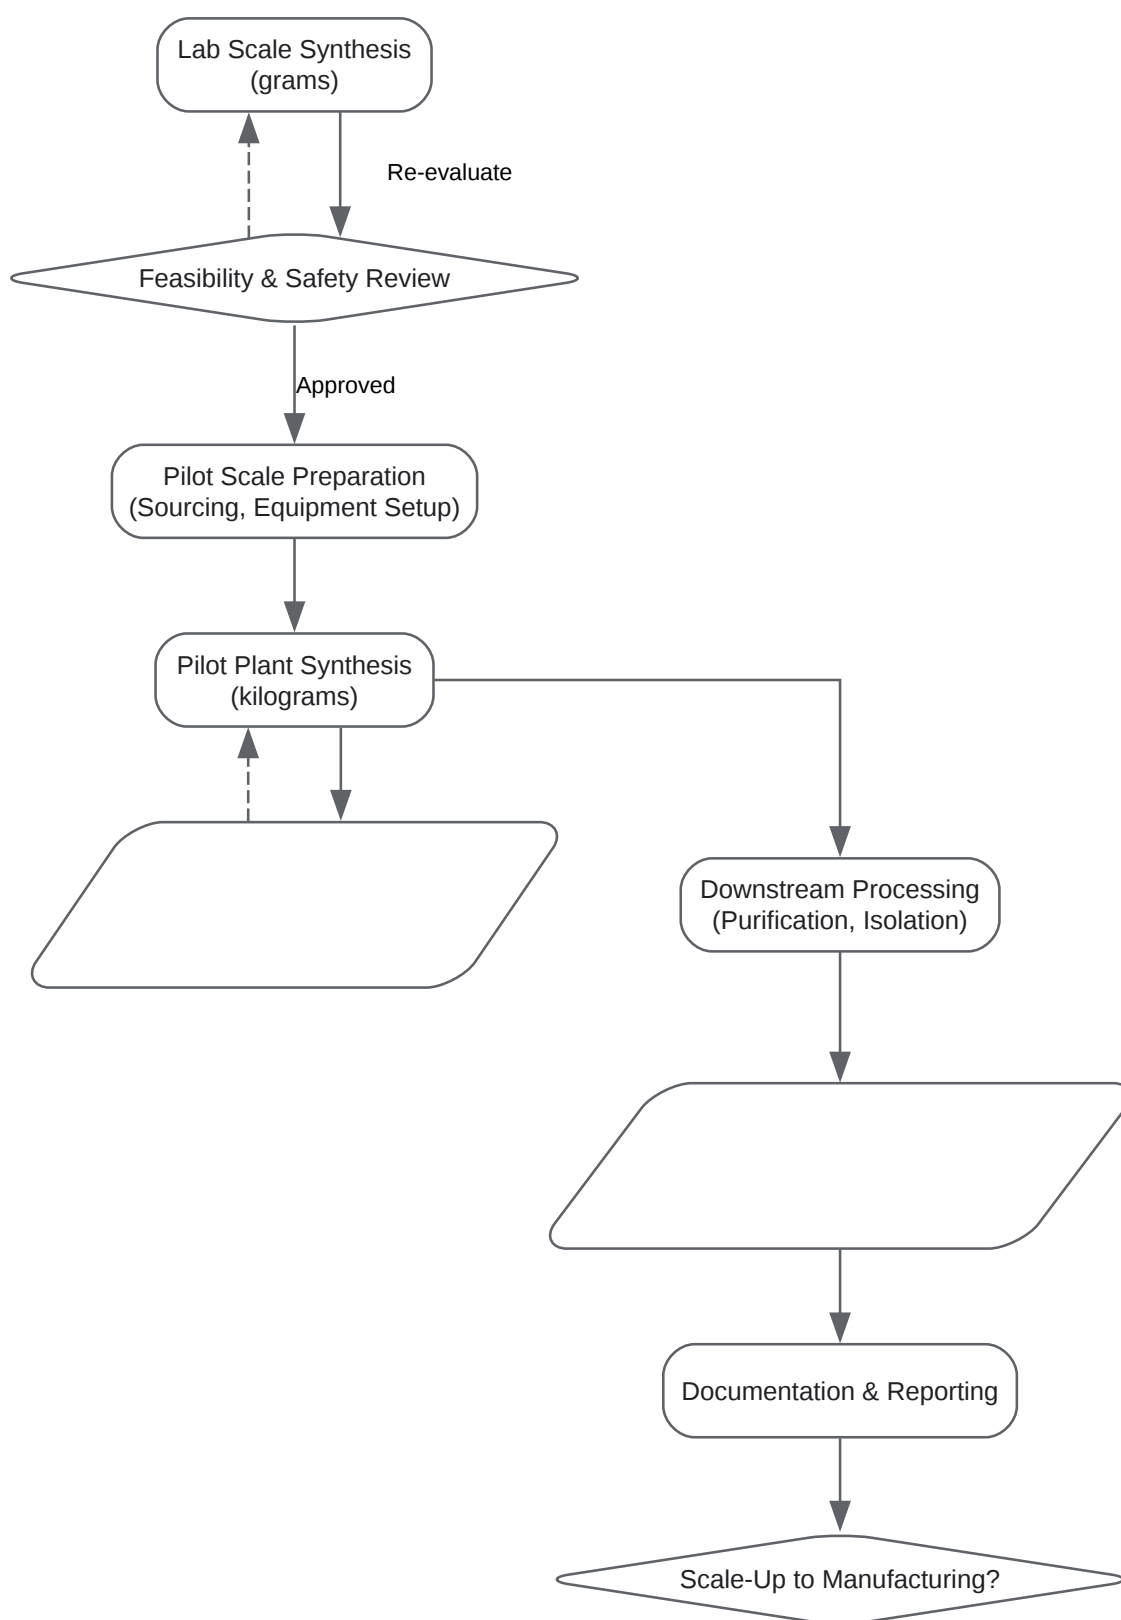 Lab Scale Synthesis
(grams)
Re-evaluate
Feasibility & Safety Review
Approved
Pilot Scale Preparation
(Sourcing, Equipment Setup)
Pilot Plant Synthesis
(kilograms)
Downstream Processing
(Purification, Isolation)
Documentation & Reporting
Scale-Up to Manufacturing?